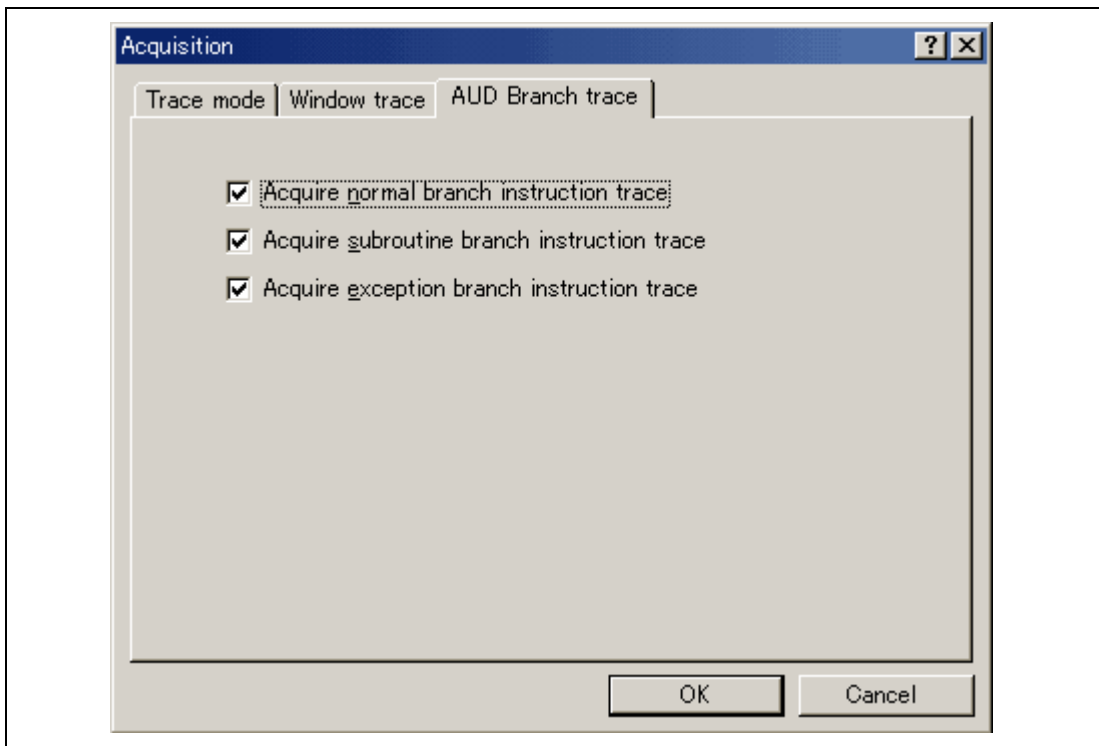 Acquisition
Trace mode Window trace AUD Branch trace
Acquire normal branch instruction trace
Acquire subroutine branch instruction trace
Acquire exception branch instruction trace
OK Cancel